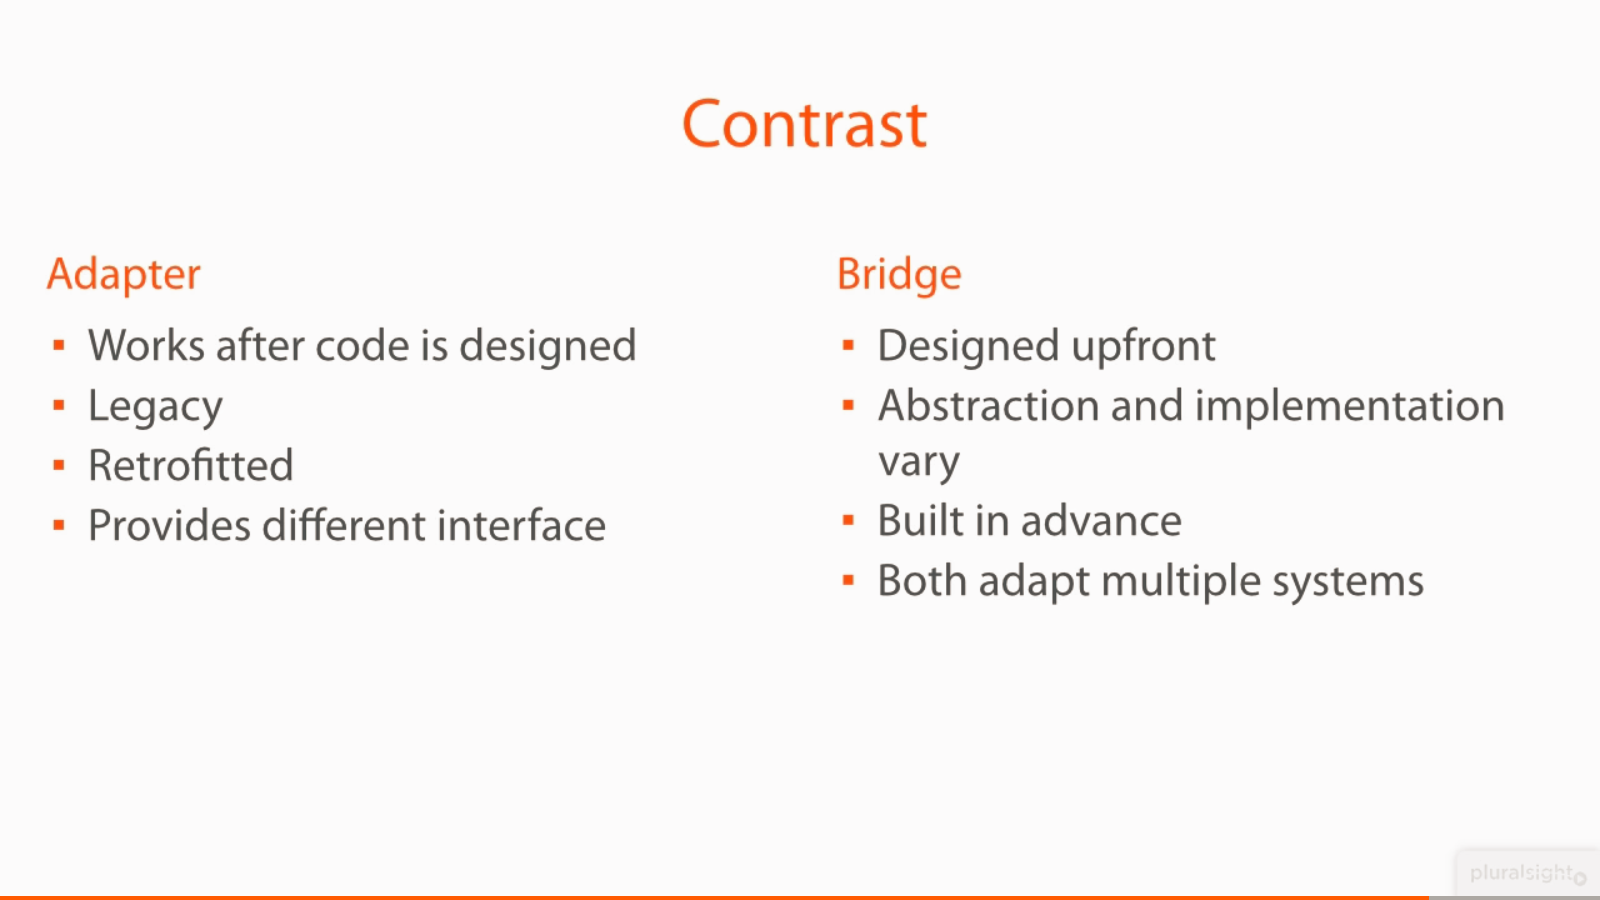 Contrast
Adapter
▪ Works after code is designed
▪ Legacy
▪ Retrofitted
▪ Provides different interface
Bridge
▪ Designed upfront
▪ Abstraction and implementation
vary
▪ Built in advance
▪ Both adapt multiple systems
pluralsight